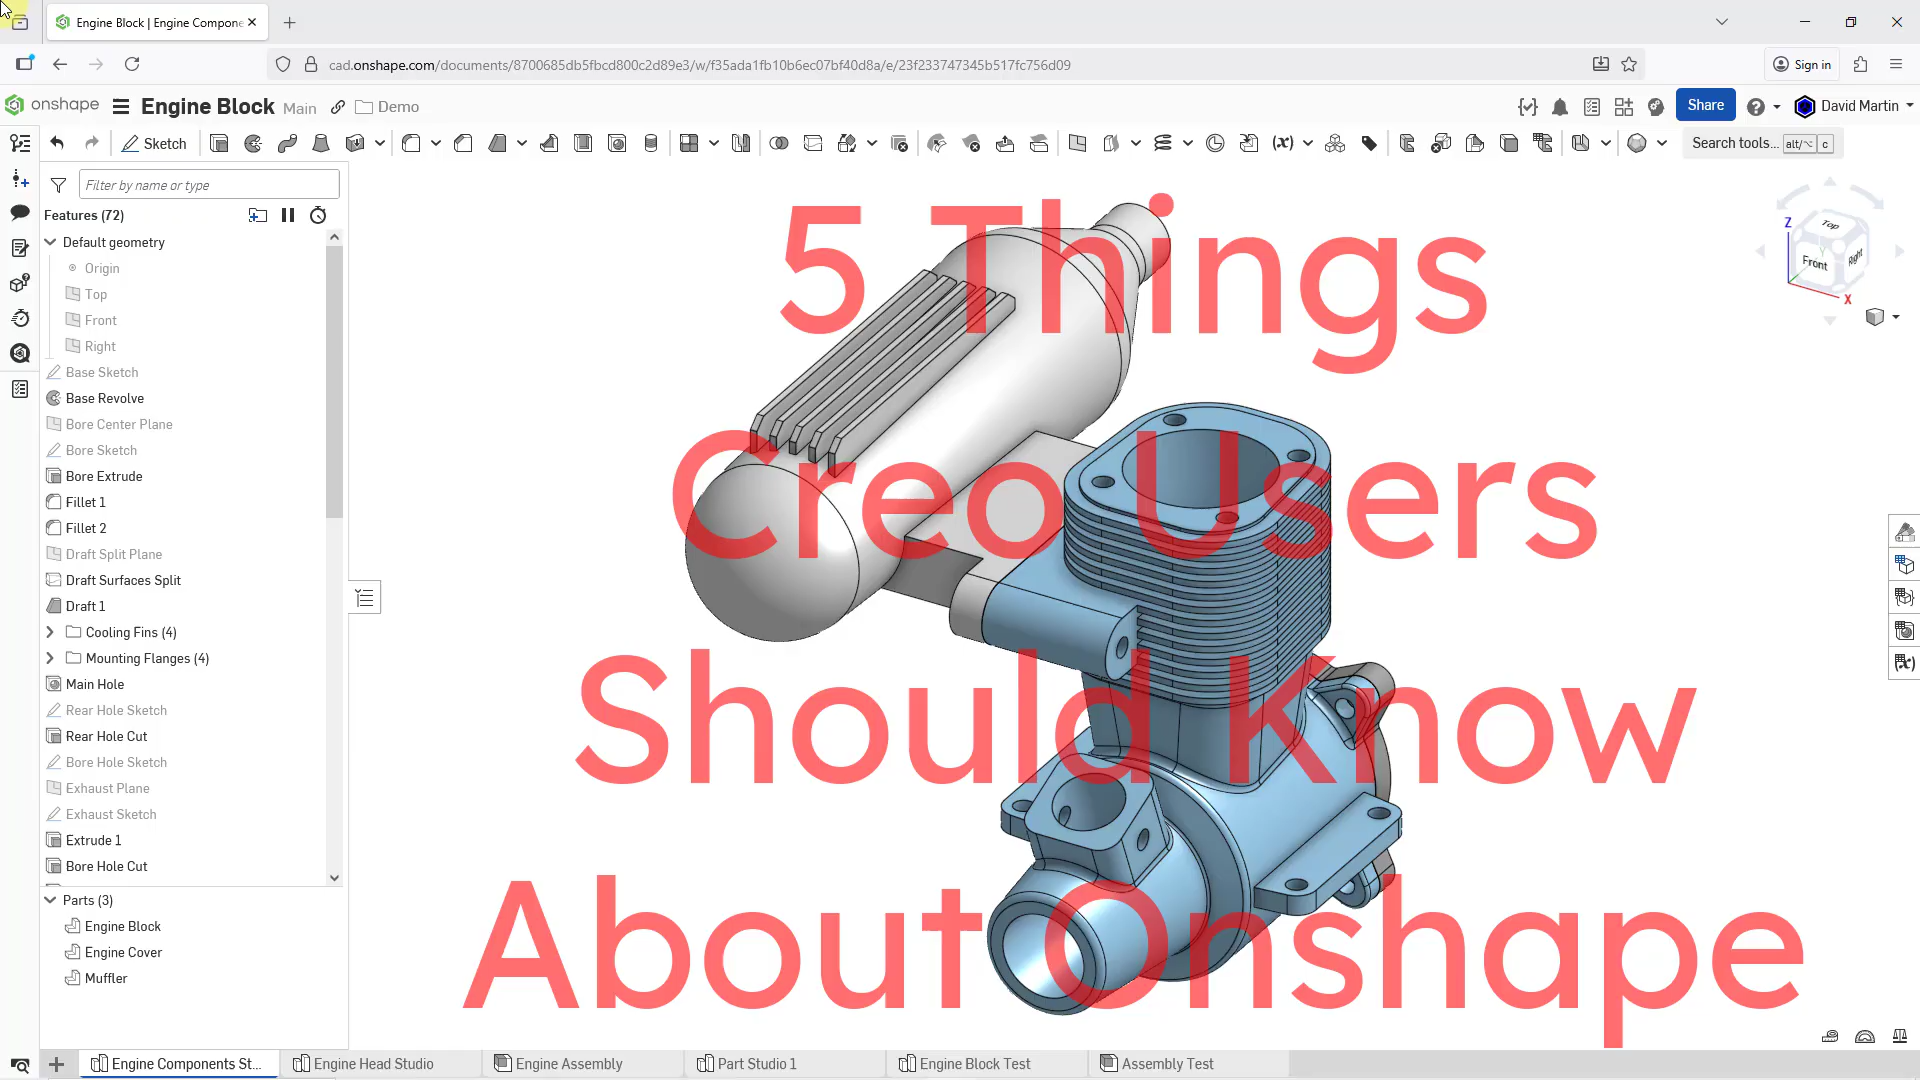 Engine Block | Engine Compone
cad.onshape.com/documents/8700685db5fbcd800c2d89e3/w/f35ada1fb10b6ec07bf40d8a/e/23f233747345b517fc756d09
Sign in
onshape
Engine Block Main
Demo
Share
David Martin
Sketch
Search tools... alt/⌥ c
Filter by name or type
Features (72)
Default geometry
Origin
Top
Front
Right
Base Sketch
Base Revolve
Bore Center Plane
Bore Sketch
Bore Extrude
Fillet 1
Fillet 2
Draft Split Plane
Draft Surfaces Split
Draft 1
Cooling Fins (4)
Mounting Flanges (4)
Main Hole
Rear Hole Sketch
Rear Hole Cut
Bore Hole Sketch
Exhaust Plane
Exhaust Sketch
Extrude 1
Bore Hole Cut
Parts (3)
Engine Block
Engine Cover
Muffler
5 Things
Creo Users
Should Know
About Onshape
Z
Top
Y
Front
Right
X
Engine Components St...
Engine Head Studio
Engine Assembly
Part Studio 1
Engine Block Test
Assembly Test